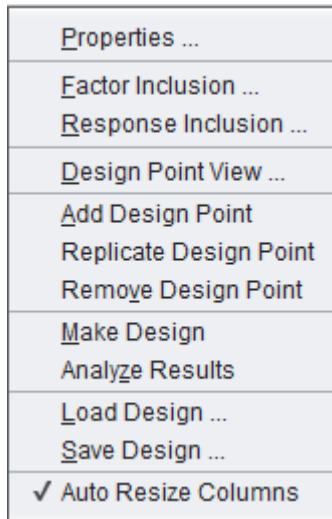 Properties ...
Factor Inclusion ...
Response Inclusion ...
Design Point View ...
Add Design Point
Replicate Design Point
Remove Design Point
Make Design
Analyze Results
Load Design ...
Save Design ...
✓ Auto Resize Columns